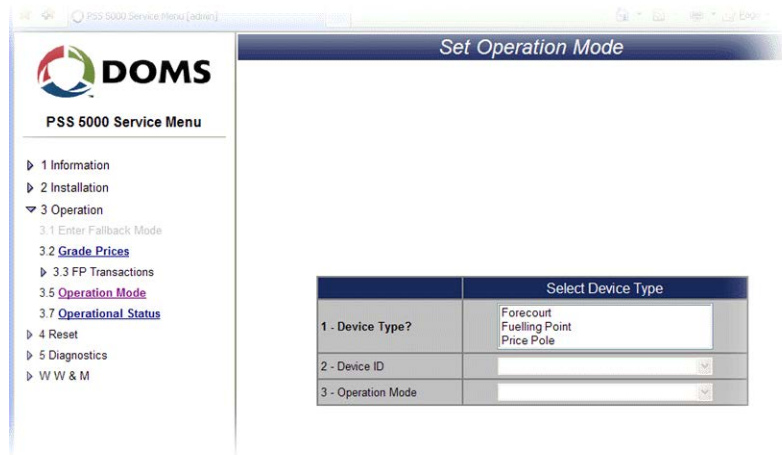 PSS 5000 Service Menu [admin]
Set Operation Mode
DOMS
PSS 5000 Service Menu
1 Information
2 Installation
3 Operation
3.1 Enter Fallback Mode
3.2 Grade Prices
3.3 FP Transactions
3.5 Operation Mode
3.7 Operational Status
4 Reset
5 Diagnostics
W W & M
Select Device Type
1 - Device Type?
Forecourt
Fuelling Point
Price Pole
2 - Device ID
3 - Operation Mode